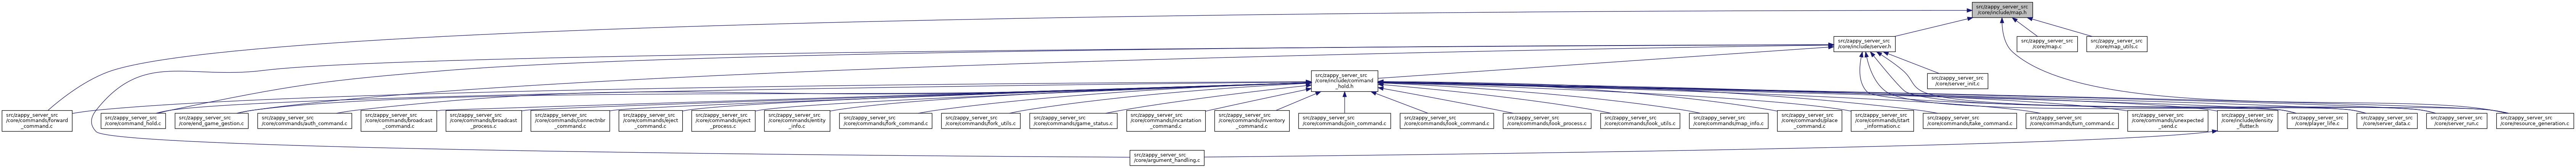 src/zappy_server_src
/core/include/map.h
src/zappy_server_src
/core/include/server.h
src/zappy_server_src
/core/map.c
src/zappy_server_src
/core/map_utils.c
src/zappy_server_src
/core/include/command
_hold.h
src/zappy_server_src
/core/server_init.c
src/zappy_server_src
/core/commands/forward
_command.c
src/zappy_server_src
/core/command_hold.c
src/zappy_server_src
/core/end_game_gestion.c
src/zappy_server_src
/core/commands/auth_command.c
src/zappy_server_src
/core/commands/broadcast
_command.c
src/zappy_server_src
/core/commands/broadcast
_process.c
src/zappy_server_src
/core/commands/connectnbr
_command.c
src/zappy_server_src
/core/commands/eject
_command.c
src/zappy_server_src
/core/commands/eject
_process.c
src/zappy_server_src
/core/commands/entity
_info.c
src/zappy_server_src
/core/commands/fork_command.c
src/zappy_server_src
/core/commands/fork_utils.c
src/zappy_server_src
/core/commands/game_status.c
src/zappy_server_src
/core/commands/incantation
_command.c
src/zappy_server_src
/core/commands/inventory
_command.c
src/zappy_server_src
/core/commands/join_command.c
src/zappy_server_src
/core/commands/look_command.c
src/zappy_server_src
/core/commands/look_process.c
src/zappy_server_src
/core/commands/look_utils.c
src/zappy_server_src
/core/commands/map_info.c
src/zappy_server_src
/core/commands/place
_command.c
src/zappy_server_src
/core/commands/start
_information.c
src/zappy_server_src
/core/commands/take_command.c
src/zappy_server_src
/core/commands/turn_command.c
src/zappy_server_src
/core/commands/unexpected
_send.c
src/zappy_server_src
/core/include/density
_flutter.h
src/zappy_server_src
/core/player_life.c
src/zappy_server_src
/core/server_data.c
src/zappy_server_src
/core/server_run.c
src/zappy_server_src
/core/resource_generation.c
src/zappy_server_src
/core/argument_handling.c